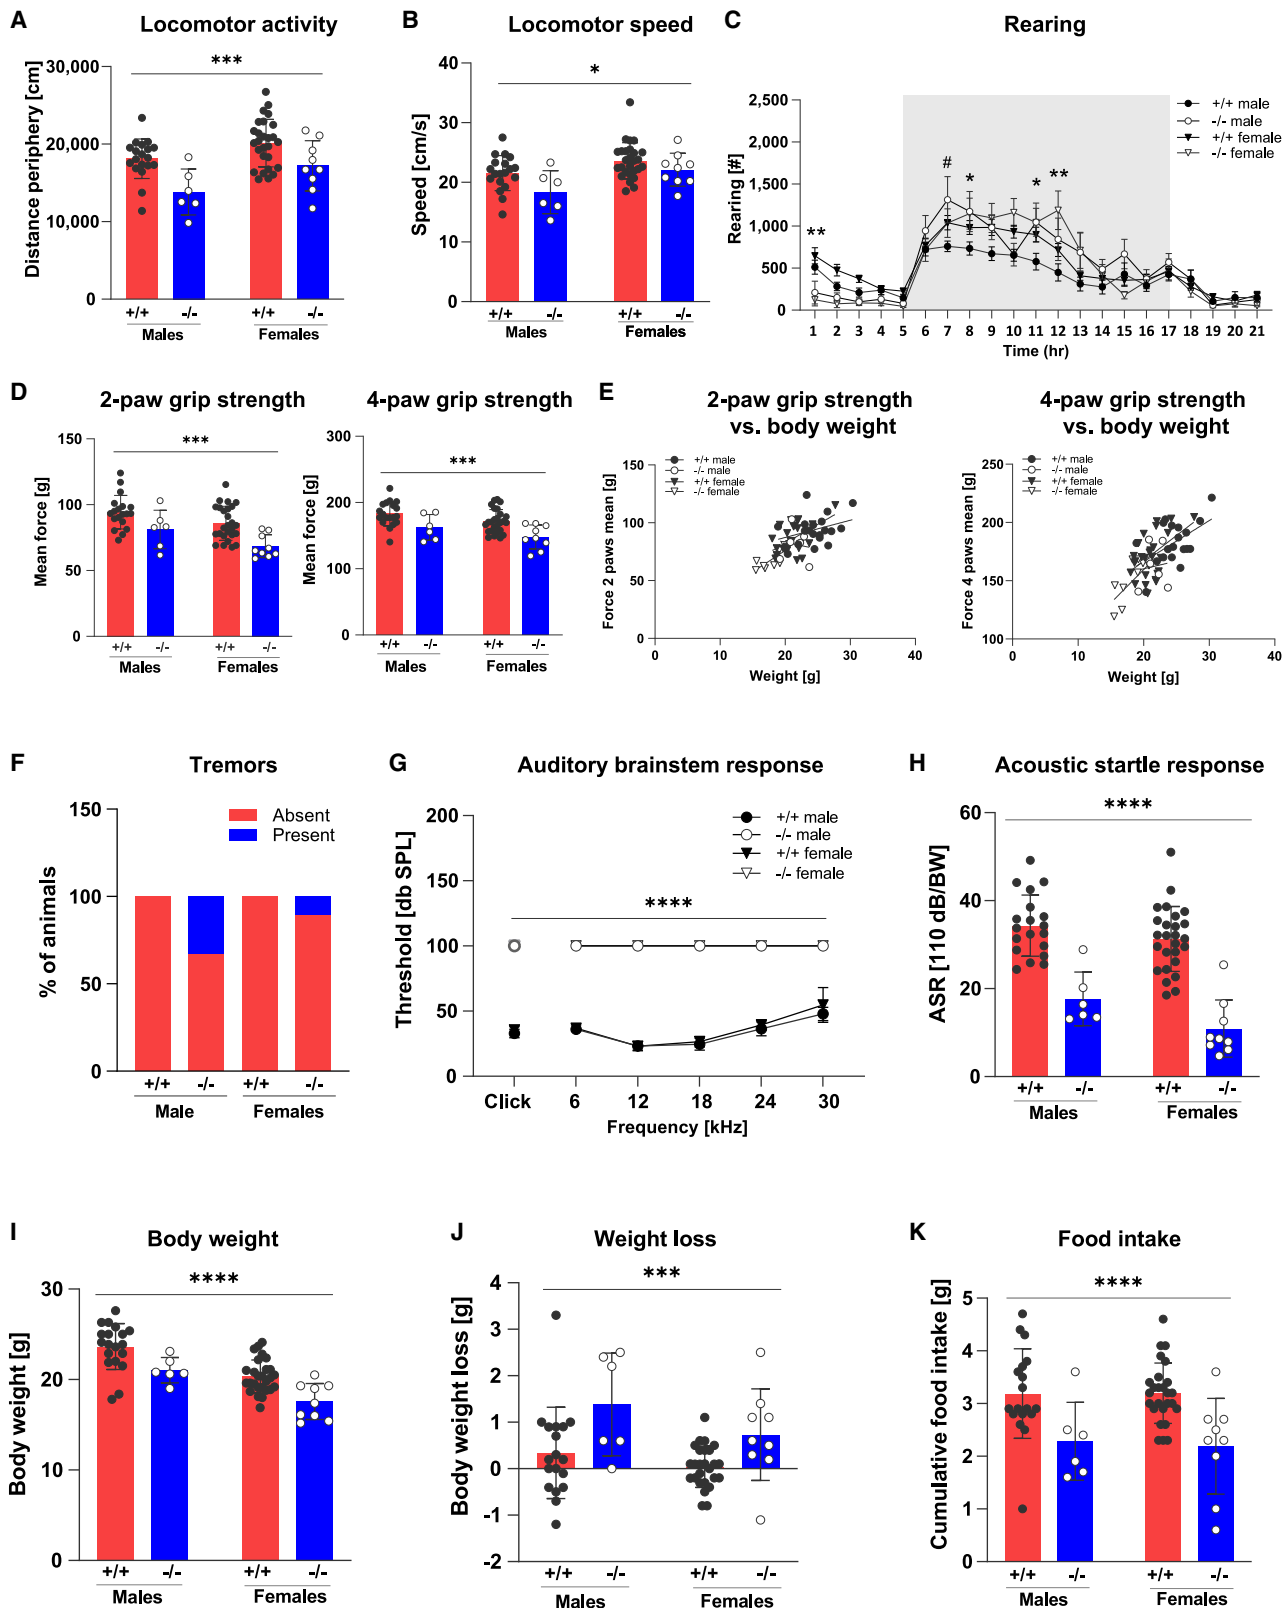 A
Locomotor activity
***
Distance periphery [cm]
30,000
20,000
10,000
0
+/+ -/- +/+ -/-
Males Females
B
Locomotor speed
*
Speed [cm/s]
40
30
20
10
0
+/+ -/- +/+ -/-
Males Females
C
Rearing
Rearing [#]
2,500
2,000
1,500
1,000
500
0
+/+ male
-/- male
+/+ female
-/- female
** # * * **
1 2 3 4 5 6 7 8 9 10 11 12 13 14 15 16 17 18 19 20 21
Time (hr)
D
2-paw grip strength
***
Mean force [g]
150
100
50
0
+/+ -/- +/+ -/-
Males Females
4-paw grip strength
***
Mean force [g]
300
200
100
0
+/+ -/- +/+ -/-
Males Females
E
2-paw grip strength
vs. body weight
+/+ male
-/- male
+/+ female
-/- female
Force 2 paws mean [g]
150
100
50
0
0 10 20 30 40
Weight [g]
4-paw grip strength
vs. body weight
+/+ male
-/- male
+/+ female
-/- female
Force 4 paws mean [g]
250
200
150
100
0 10 20 30 40
Weight [g]
F
Tremors
Absent
Present
% of animals
150
100
50
0
+/+ -/- +/+ -/-
Male Females
G
Auditory brainstem response
+/+ male
-/- male
+/+ female
-/- female
****
Threshold [db SPL]
200
150
100
50
0
Click 6 12 18 24 30
Frequency [kHz]
H
Acoustic startle response
****
ASR [110 dB/BW]
60
40
20
0
+/+ -/- +/+ -/-
Males Females
I
Body weight
****
Body weight [g]
30
20
10
0
+/+ -/- +/+ -/-
Males Females
J
Weight loss
***
Body weight loss [g]
4
3
2
1
0
-1
-2
+/+ -/- +/+ -/-
Males Females
K
Food intake
****
Cumulative food intake [g]
5
4
3
2
1
0
+/+ -/- +/+ -/-
Males Females